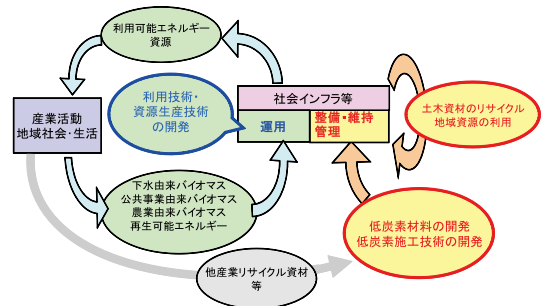 利用可能エネルギー
資源
利用技術・
資源生産技術
の開発
社会インフラ等
運用
整備・維持
管理
土木資材のリサイクル
地域資源の利用
産業活動
地域社会・生活
下水由来バイオマス
公共事業由来バイオマス
農業由来バイオマス
再生可能エネルギー
低炭素材料の開発
低炭素施工技術の開発
他産業リサイクル資材
等